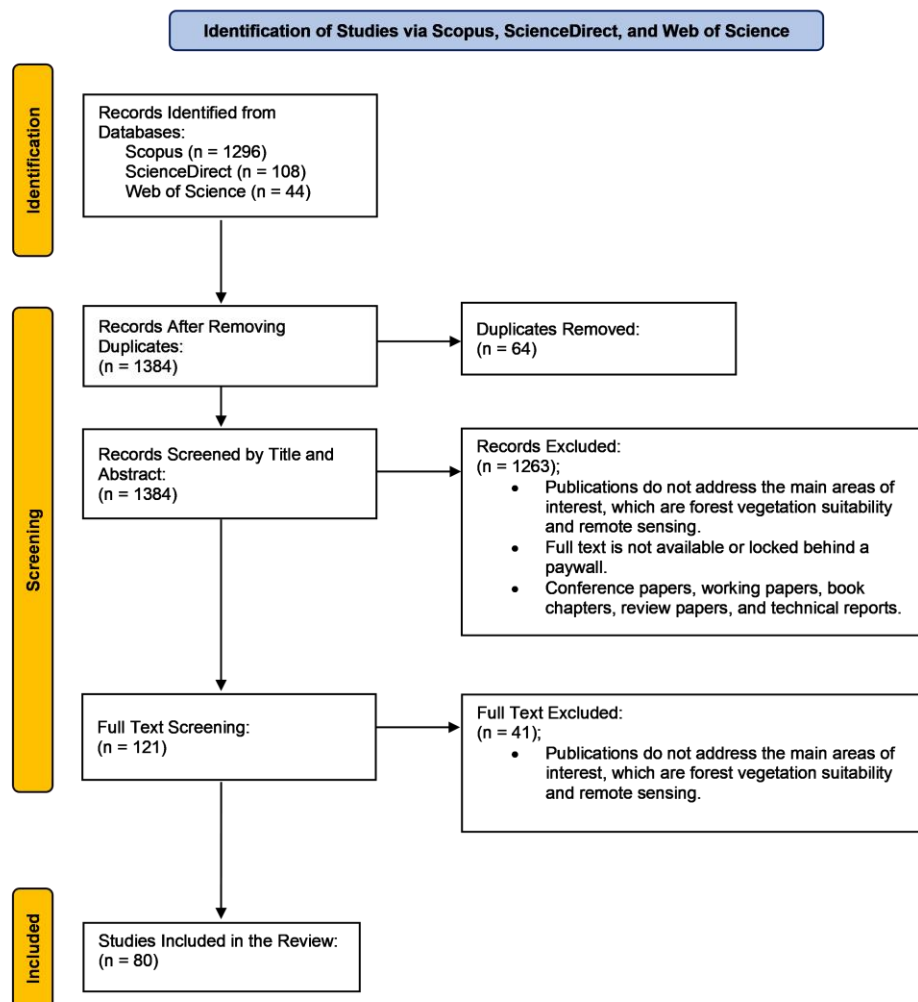 Identification of Studies via Scopus, ScienceDirect, and Web of Science
Identification
Records Identified from
Databases:
Scopus (n = 1296)
ScienceDirect (n = 108)
Web of Science (n = 44)
Screening
Records After Removing
Duplicates:
(n = 1384)
Duplicates Removed:
(n = 64)
Records Screened by Title and
Abstract:
(n = 1384)
Records Excluded:
(n = 1263);
• Publications do not address the main areas of
interest, which are forest vegetation suitability
and remote sensing.
• Full text is not available or locked behind a
paywall.
• Conference papers, working papers, book
chapters, review papers, and technical reports.
Full Text Screening:
(n = 121)
Full Text Excluded:
(n = 41);
• Publications do not address the main areas of
interest, which are forest vegetation suitability
and remote sensing.
Included
Studies Included in the Review:
(n = 80)